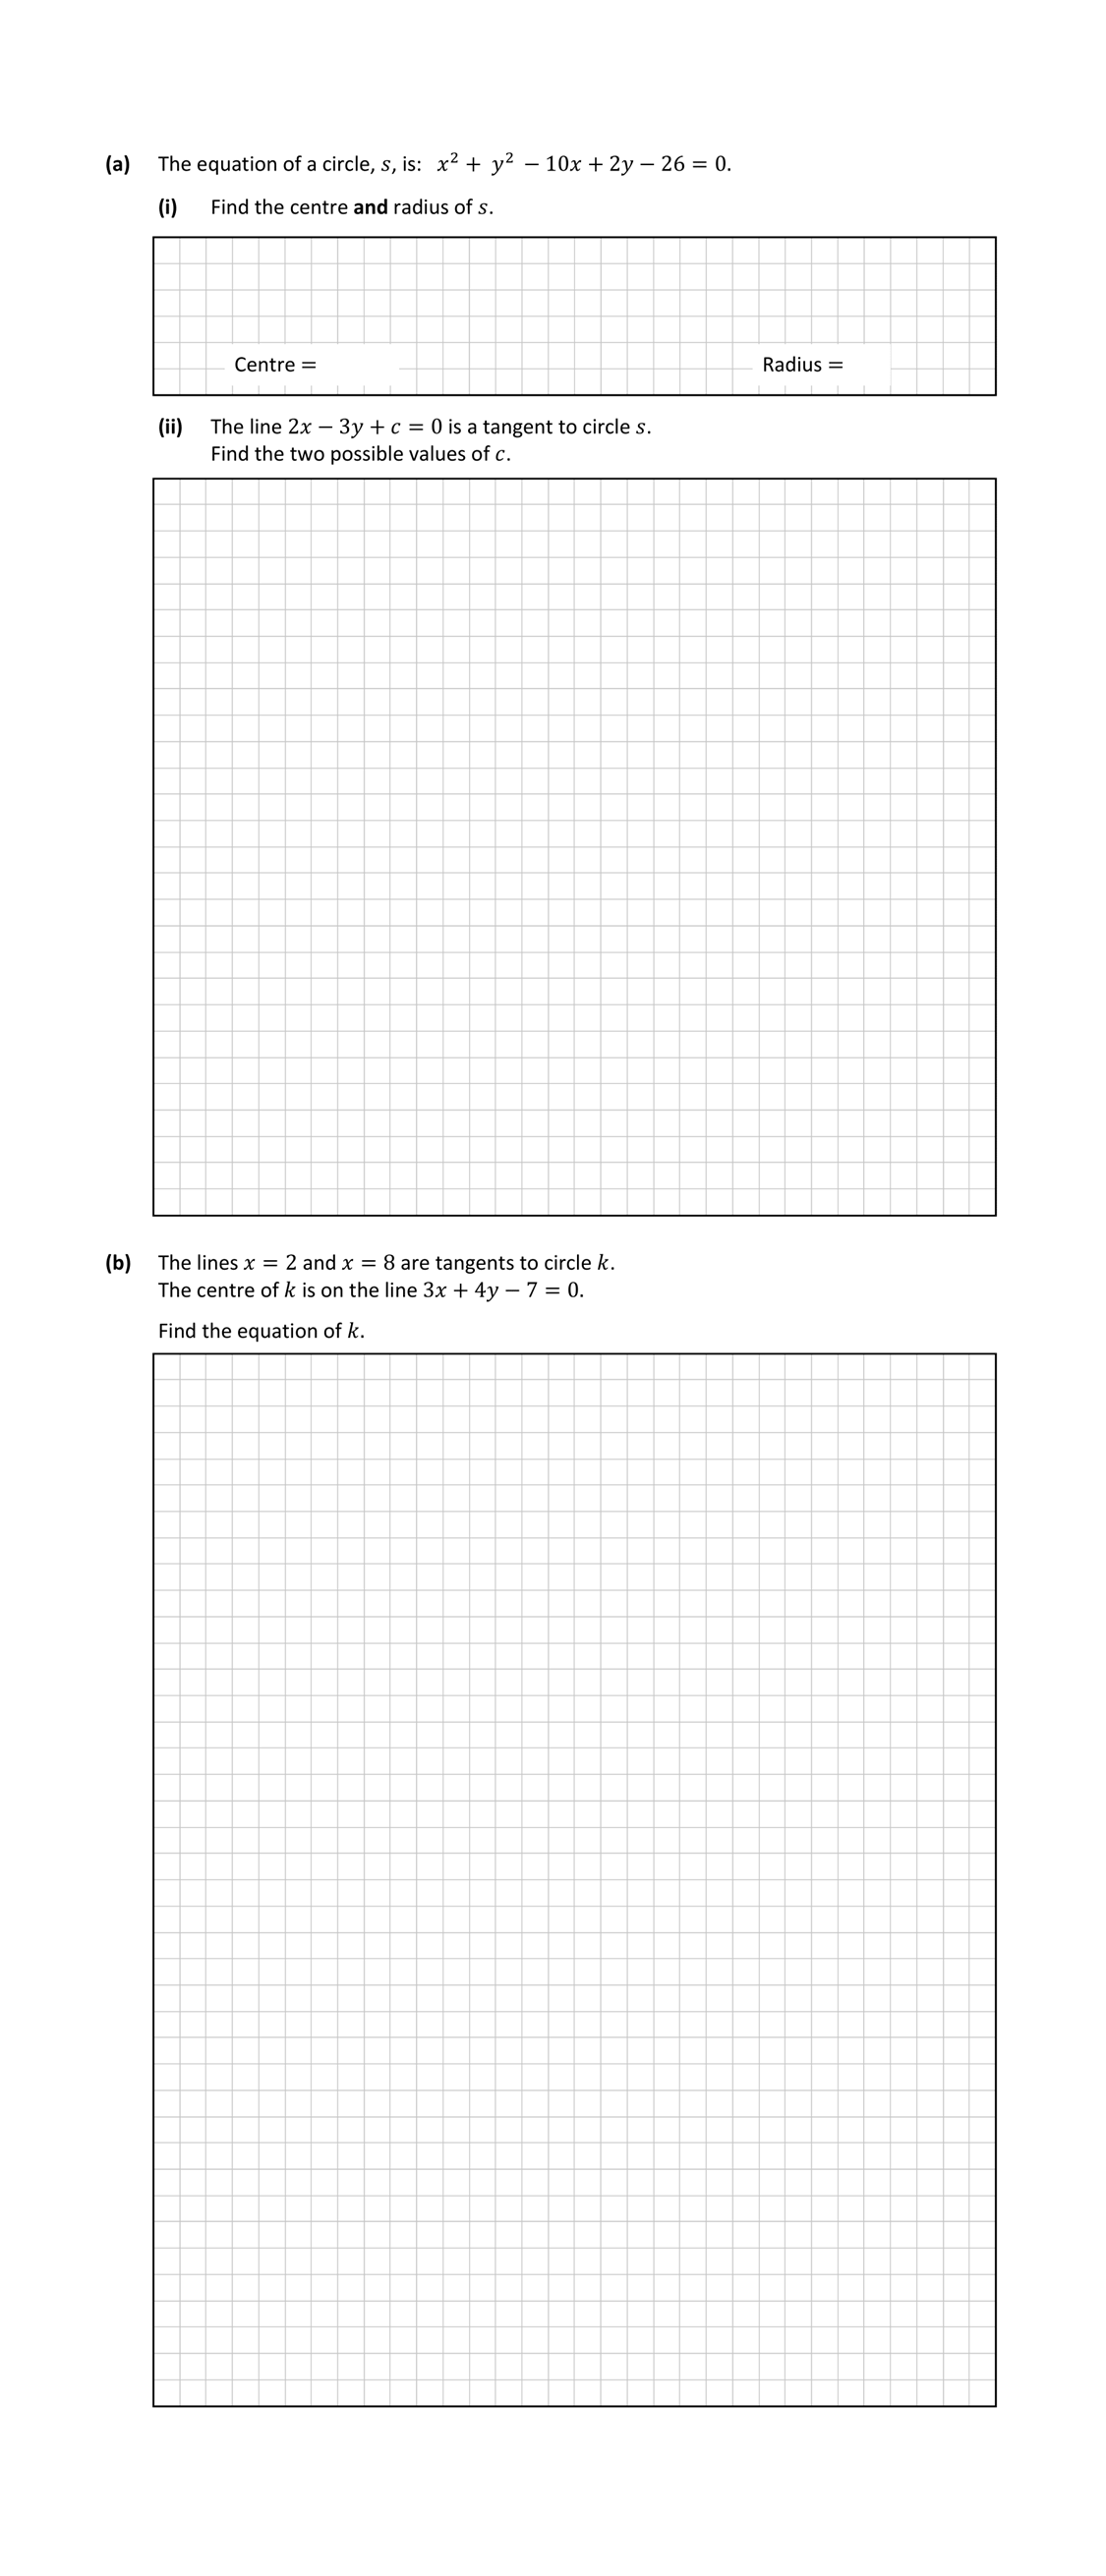 (a) The equation of a circle, s, is: x² + y² − 10x + 2y − 26 = 0.
(i) Find the centre and radius of s.
Centre = Radius =
(ii) The line 2x − 3y + c = 0 is a tangent to circle s.
Find the two possible values of c.
(b) The lines x = 2 and x = 8 are tangents to circle k.
The centre of k is on the line 3x + 4y − 7 = 0.
Find the equation of k.